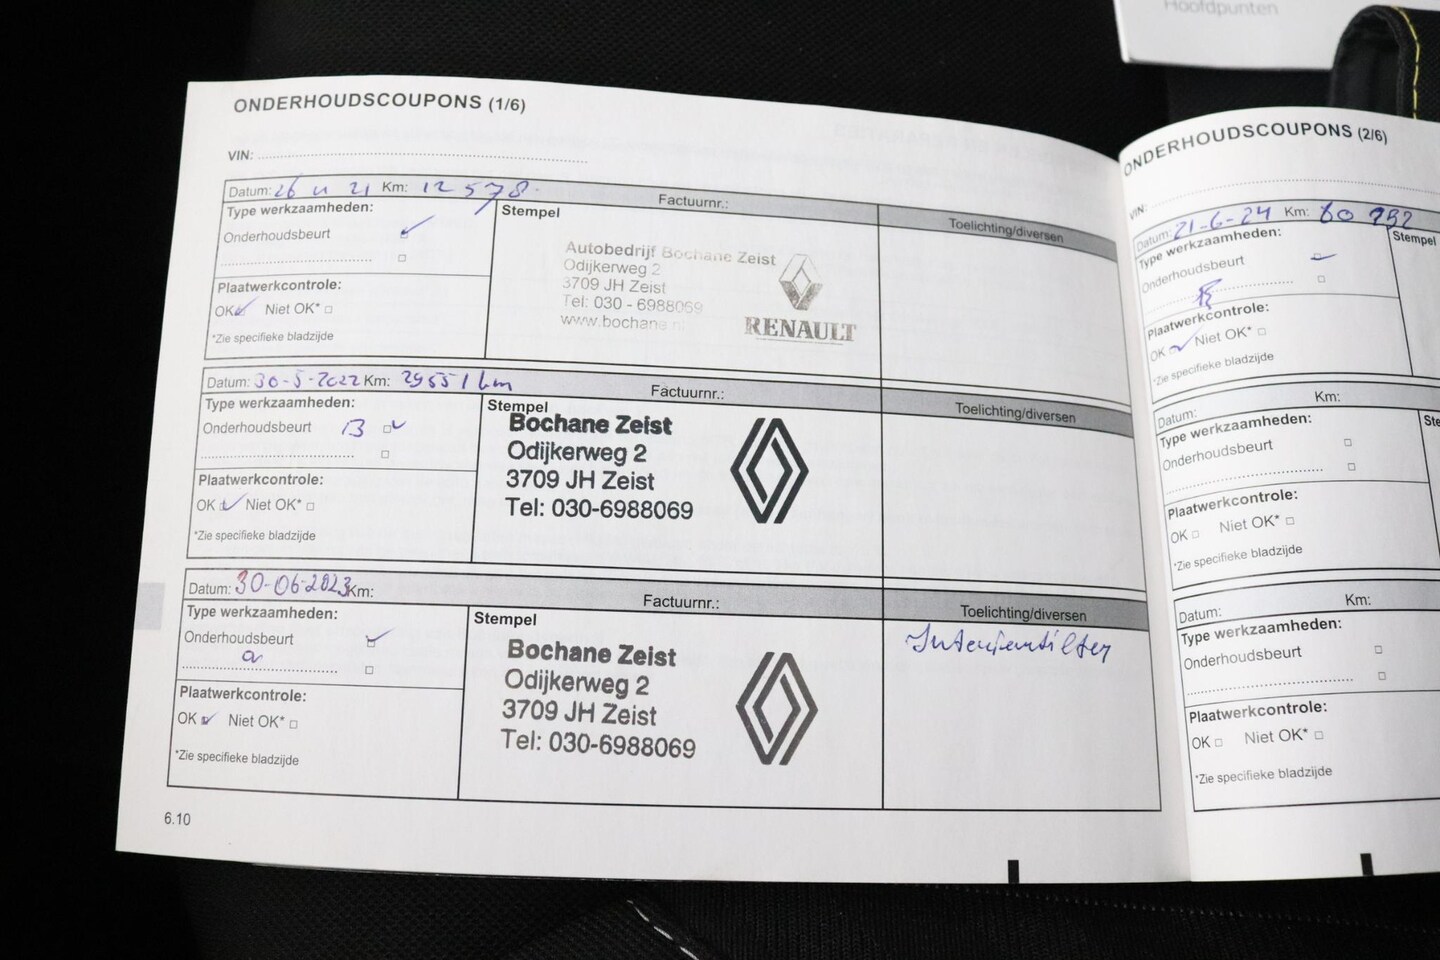 Hoofdpunten
ONDERHOUDSCOUPONS (1/6)
VIN:
Datum: 26 11 21 Km: 12 578 Factuurnr.:
Type werkzaamheden:
Stempel
Toelichting/diversen
Onderhoudsbeurt
Autobedrijf Bochane Zeist
Odijkerweg 2
3709 JH Zeist
Tel: 030 - 6988069
www.bochane.nl
RENAULT
Plaatwerkcontrole:
OK Niet OK*
*Zie specifieke bladzijde
Datum: 30-5-2022 Km: 29551 km Factuurnr.:
Type werkzaamheden:
Stempel
Toelichting/diversen
Onderhoudsbeurt B
Bochane Zeist
Odijkerweg 2
3709 JH Zeist
Tel: 030-6988069
Plaatwerkcontrole:
OK Niet OK*
*Zie specifieke bladzijde
Datum: 30-06-2023 Km: Factuurnr.:
Type werkzaamheden:
Stempel
Toelichting/diversen
Onderhoudsbeurt
a
Interieurfilter
Bochane Zeist
Odijkerweg 2
3709 JH Zeist
Tel: 030-6988069
Plaatwerkcontrole:
OK Niet OK*
*Zie specifieke bladzijde
6.10
ONDERHOUDSCOUPONS (2/6)
VIN:
Datum: 21-6-24 Km: 60 792
Type werkzaamheden:
Stempel
Onderhoudsbeurt
Plaatwerkcontrole:
OK Niet OK*
*Zie specifieke bladzijde
Datum: Km:
Type werkzaamheden:
Ste
Onderhoudsbeurt
Plaatwerkcontrole:
OK Niet OK*
*Zie specifieke bladzijde
Datum: Km:
Type werkzaamheden:
Onderhoudsbeurt
Plaatwerkcontrole:
OK Niet OK*
*Zie specifieke bladzijde